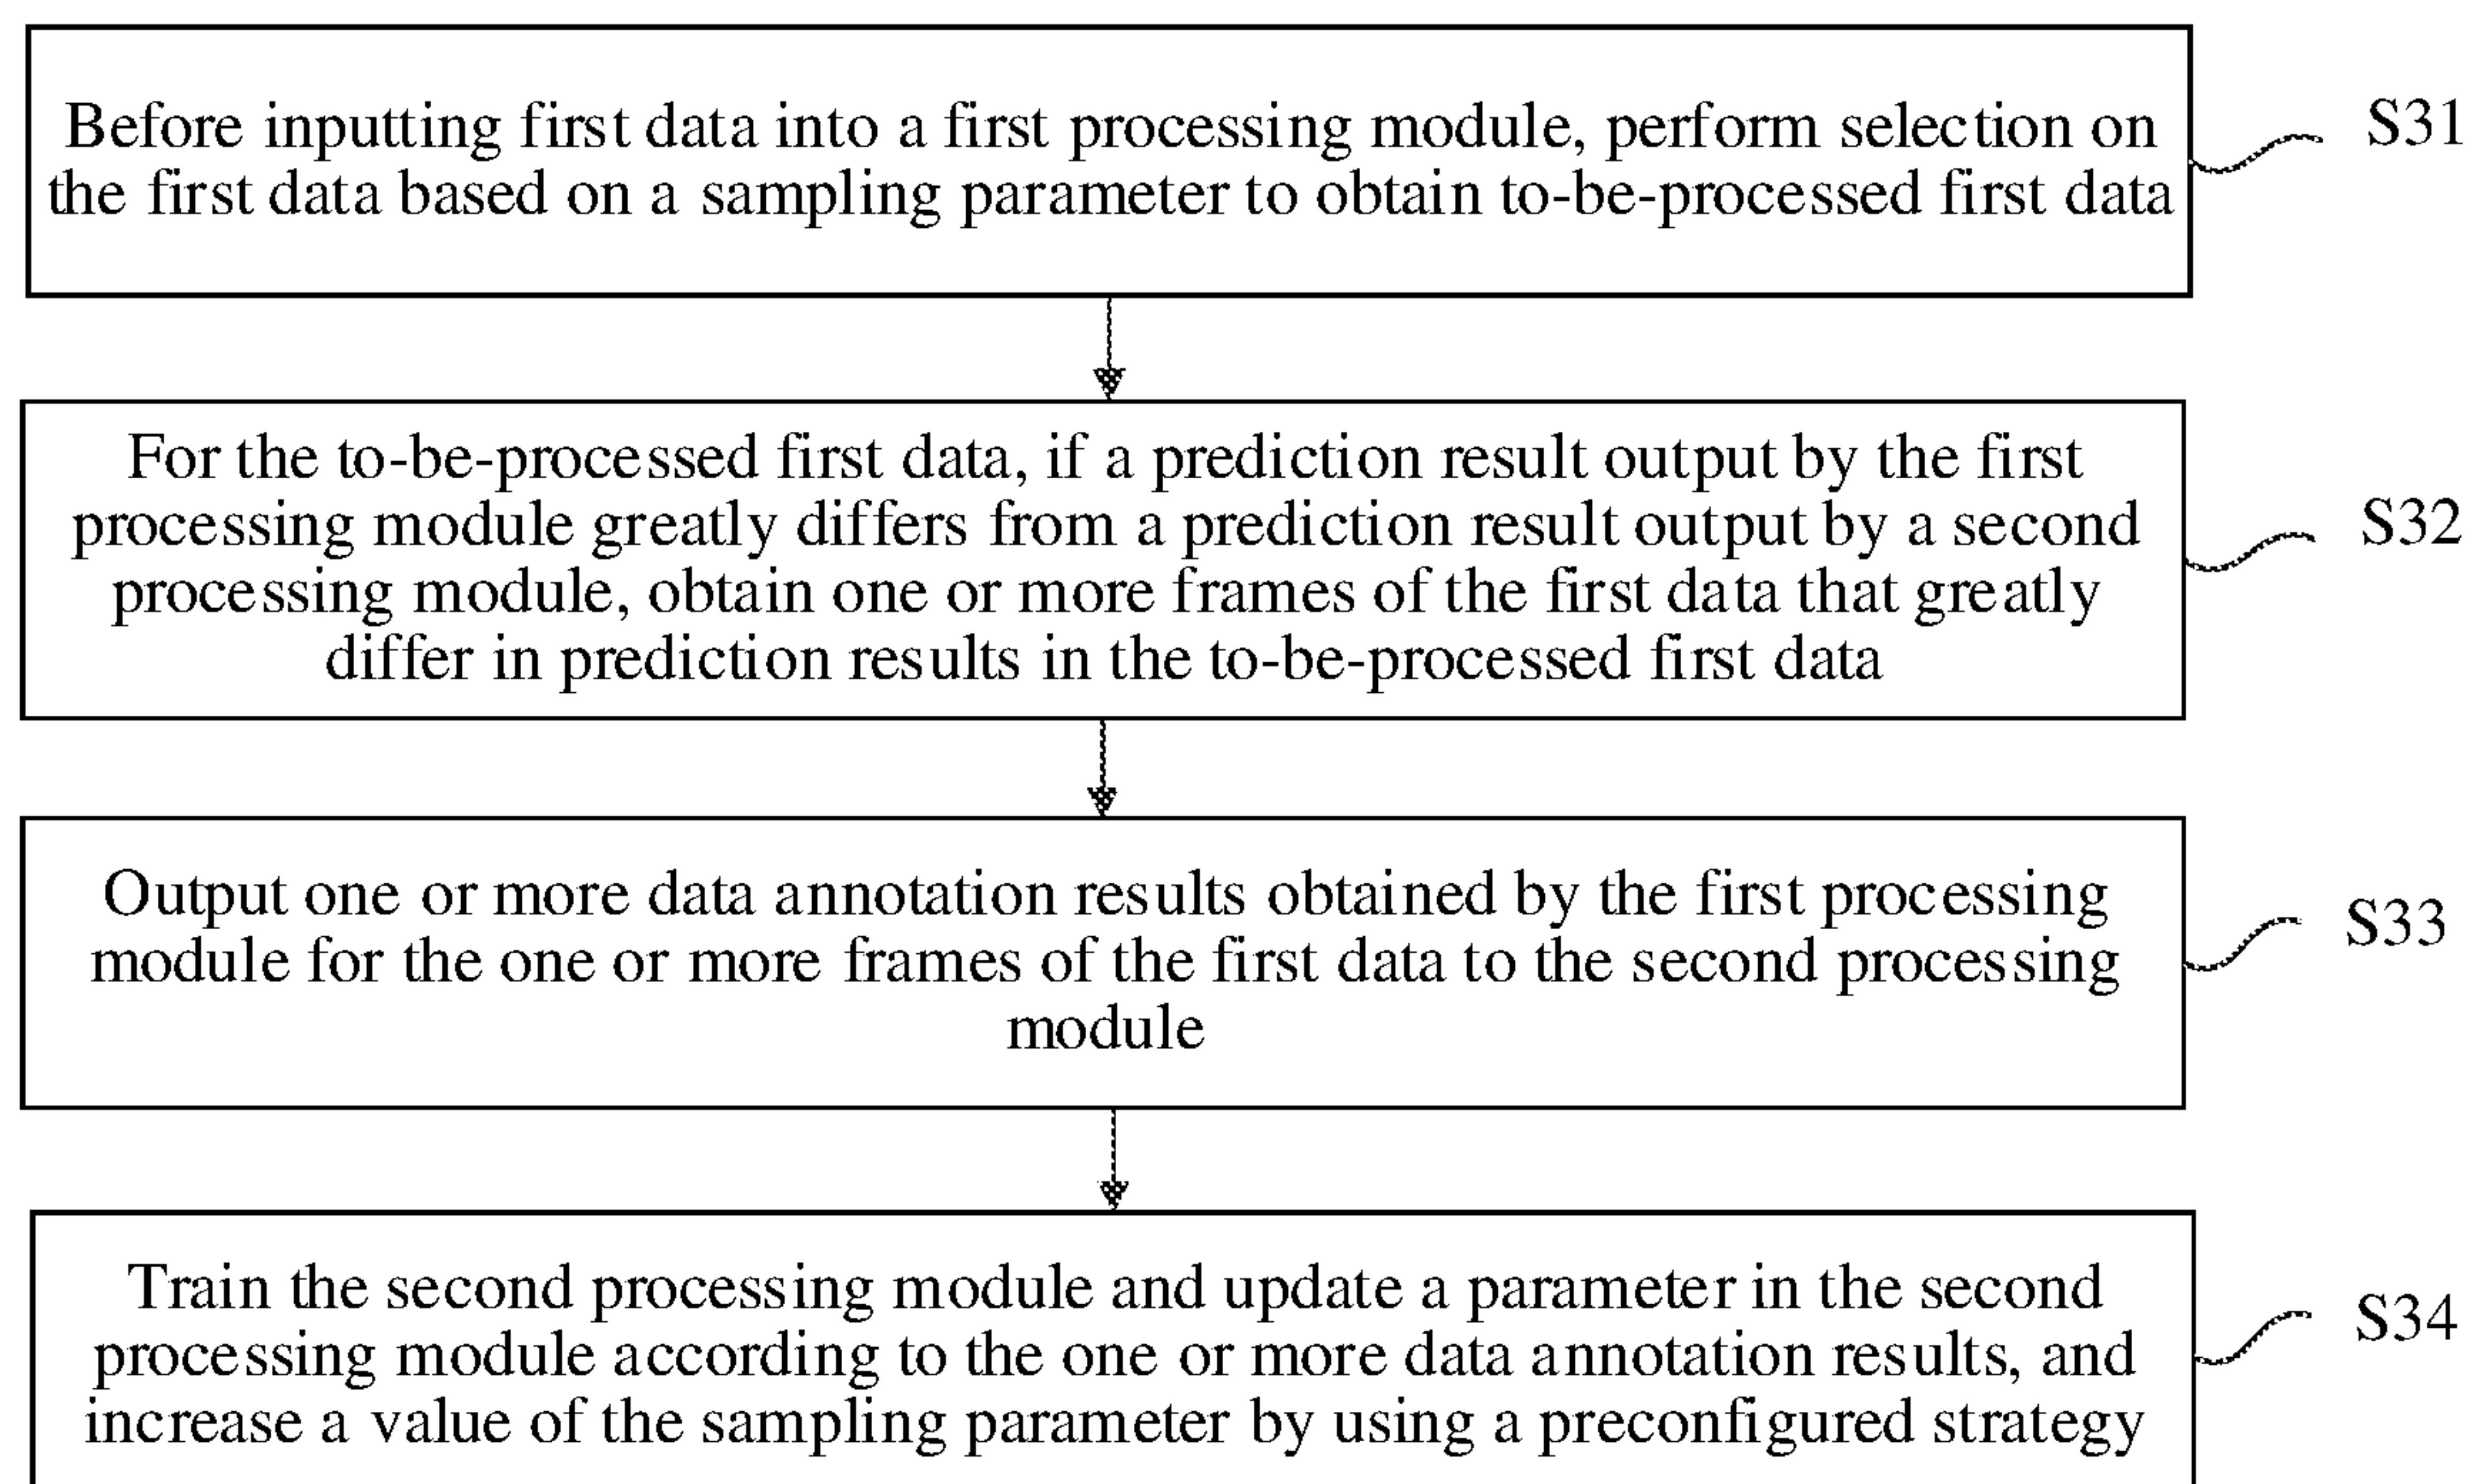 Before inputting first data into a first processing module, perform selection on
the first data based on a sampling parameter to obtain to-be-processed first data
S31
For the to-be-processed first data, if a prediction result output by the first
processing module greatly differs from a prediction result output by a second
processing module, obtain one or more frames of the first data that greatly
differ in prediction results in the to-be-processed first data
S32
Output one or more data annotation results obtained by the first processing
module for the one or more frames of the first data to the second processing
module
S33
Train the second processing module and update a parameter in the second
processing module according to the one or more data annotation results, and
increase a value of the sampling parameter by using a preconfigured strategy
S34